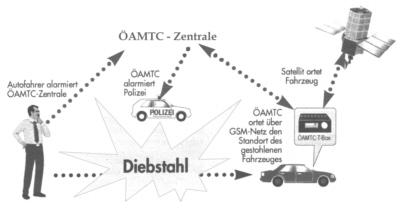 ÖAMTC - Zentrale
Autofahrer alarmiert
ÖAMTC-Zentrale
ÖAMTC
alarmiert
Polizei
POLIZEI
Satellit ortet
Fahrzeug
ÖAMTC
ortet über
GSM-Netz den
Standort des
gestohlenen
Fahrzeuges
ÖAMTC-T-Box
Diebstahl